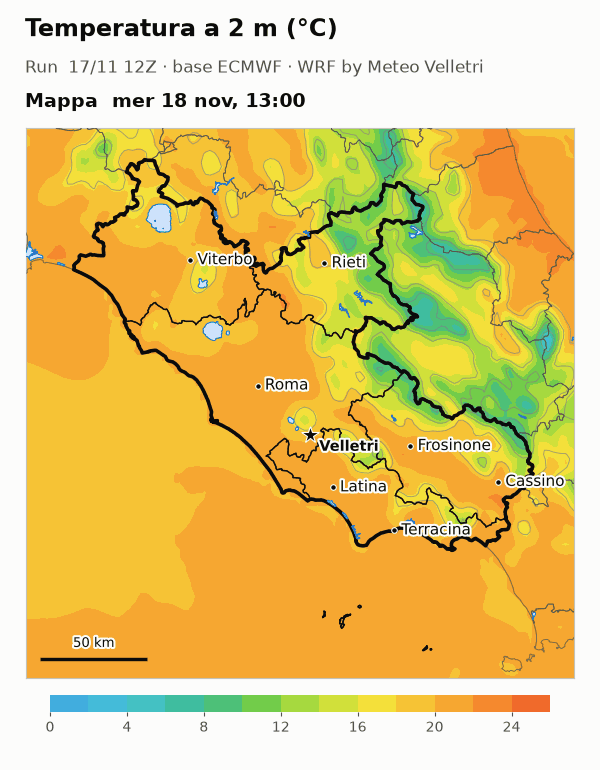 Temperatura a 2 m (°C)
Run  17/11 12Z · base ECMWF · WRF by Meteo Velletri
Mappa  mer 18 nov, 13:00
Viterbo
Rieti
Roma
Velletri
Frosinone
Cassino
Latina
Terracina
50 km
0 4 8 12 16 20 24